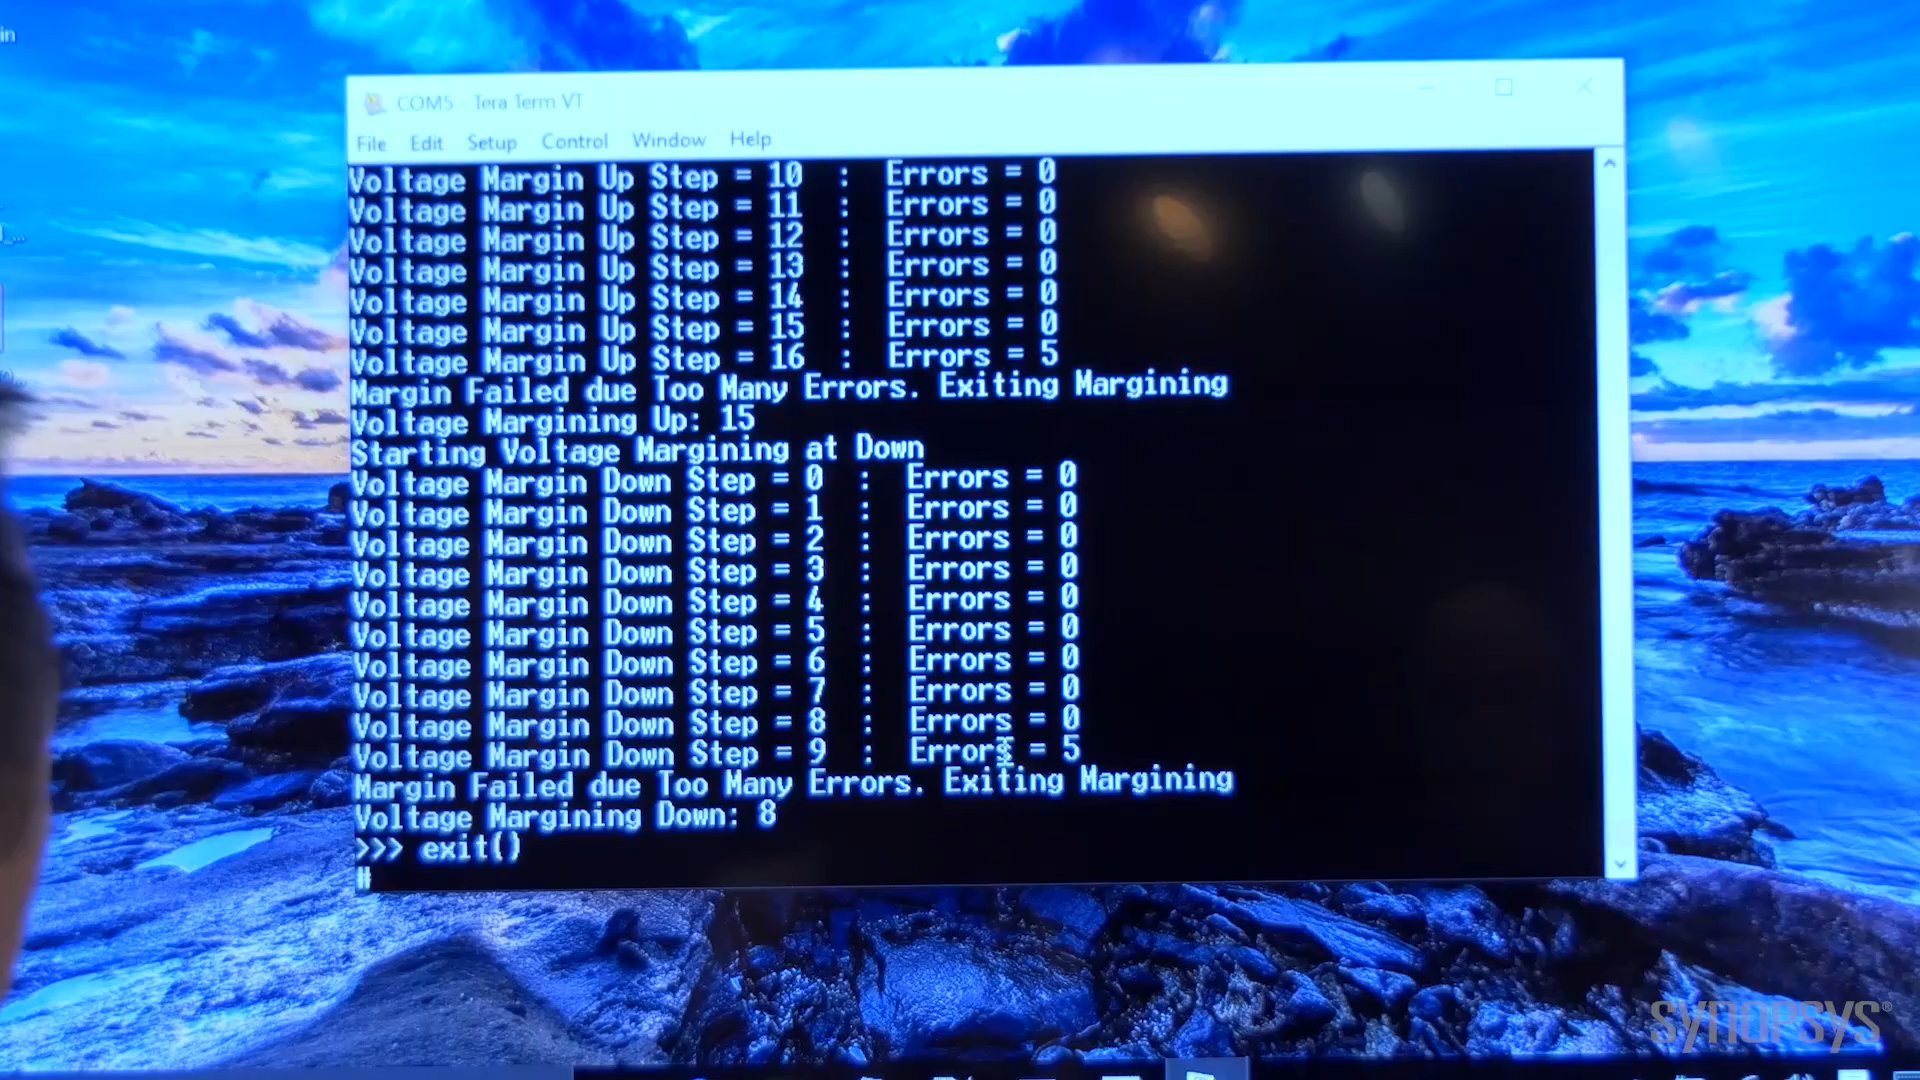 in
COM5 - Tera Term VT
File Edit Setup Control Window Help
Voltage Margin Up Step = 10 : Errors = 0
Voltage Margin Up Step = 11 : Errors = 0
Voltage Margin Up Step = 12 : Errors = 0
Voltage Margin Up Step = 13 : Errors = 0
Voltage Margin Up Step = 14 : Errors = 0
Voltage Margin Up Step = 15 : Errors = 0
Voltage Margin Up Step = 16 : Errors = 5
Margin Failed due Too Many Errors. Exiting Margining
Voltage Margining Up: 15
Starting Voltage Margining at Down
Voltage Margin Down Step = 0 : Errors = 0
Voltage Margin Down Step = 1 : Errors = 0
Voltage Margin Down Step = 2 : Errors = 0
Voltage Margin Down Step = 3 : Errors = 0
Voltage Margin Down Step = 4 : Errors = 0
Voltage Margin Down Step = 5 : Errors = 0
Voltage Margin Down Step = 6 : Errors = 0
Voltage Margin Down Step = 7 : Errors = 0
Voltage Margin Down Step = 8 : Errors = 0
Voltage Margin Down Step = 9 : Errors = 5
Margin Failed due Too Many Errors. Exiting Margining
Voltage Margining Down: 8
>>> exit()
#
SYNOPSYS®